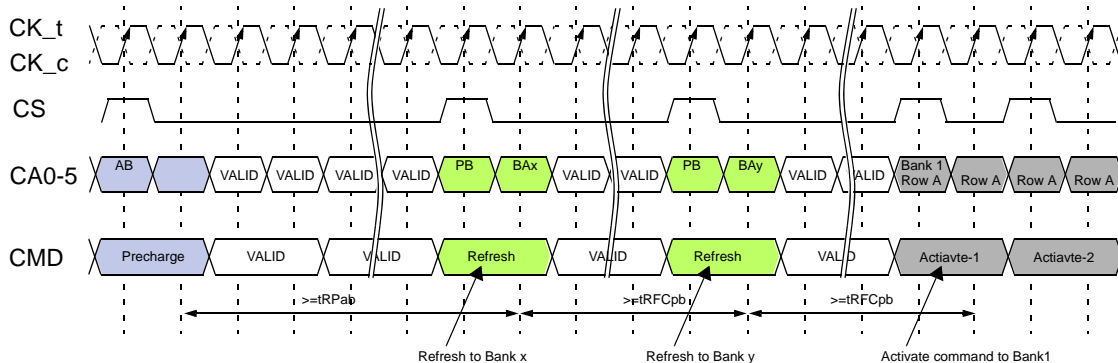 CK_t
CK_c
CS
CA0-5
AB
VALID VALID VALID VALID
PB
BAx
VALID VALID
PB
BAy
VALID VALID
Bank 1
Row A
Row A
Row A
Row A
CMD
Precharge
VALID
VALID
Refresh
VALID
Refresh
VALID
Actiavte-1
Actiavte-2
>=tRPab
>=tRFCpb
>=tRFCpb
Refresh to Bank x
Refresh to Bank y
Activate command to Bank1